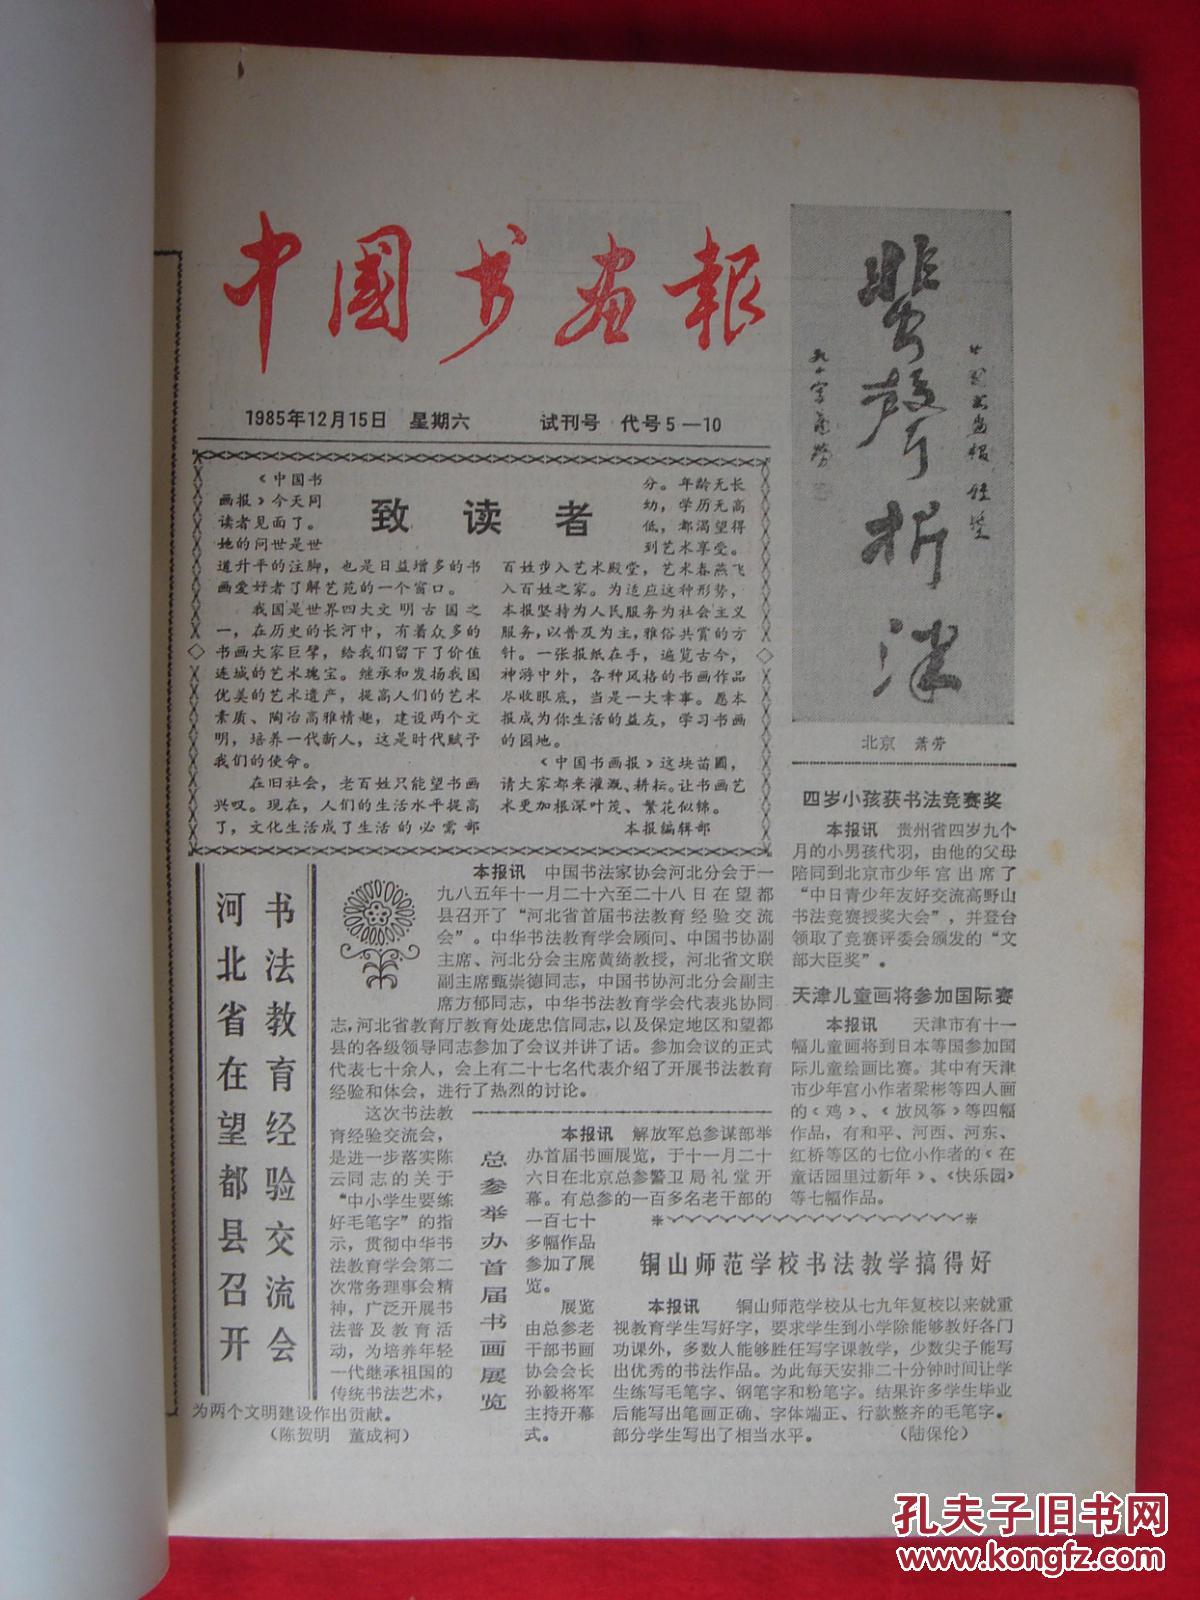 中国书画報
1985年12月15日 星期六 试刊号 代号5—10
致读者
《中国书
画报》今天同
读者见面了。
她的问世是世
道升平的注脚，也是日益增多的书
画爱好者了解艺苑的一个窗口。
我国是世界四大文明古国之
一，在历史的长河中，有着众多的
书画大家巨擘，给我们留下了价值
连城的艺术瑰宝。继承和发扬我国
优美的艺术遗产，提高人们的艺术
素质、陶冶高雅情趣，建设两个文
明，培养一代新人，这是时代赋予
我们的使命。
在旧社会，老百姓只能望书画
兴叹。现在，人们的生活水平提高
了，文化生活成了生活的必需部
分。年龄无长
幼，学历无高
低，都渴望得
到艺术享受。
百姓步入艺术殿堂，艺术春燕飞
入百姓之家。为适应这种形势，
本报坚持为人民服务为社会主义
服务，以普及为主，雅俗共赏的方
针。一张报纸在手，遍览古今，
神游中外，各种风格的书画作品
尽收眼底，当是一大幸事。愿本
报成为你生活的益友，学习书画
的园地。
《中国书画报》这块苗圃，
请大家都来灌溉、耕耘。让书画艺
术更加根深叶茂、繁花似锦。
本报编辑部
蜚声析津
北京 萧劳
四岁小孩获书法竞赛奖
本报讯 贵州省四岁九个
月的小男孩代羽，由他的父母
陪同到北京市少年宫出席了
“中日青少年友好交流高野山
书法竞赛授奖大会”，并登台
领取了竞赛评委会颁发的“文
部大臣奖”。
天津儿童画将参加国际赛
本报讯 天津市有十一
幅儿童画将到日本等国参加国
际儿童绘画比赛。其中有天津
市少年宫小作者梁彬等四人画
的《鸡》、《放风筝》等四幅
作品，有和平、河西、河东、
红桥等区的七位小作者的《在
童话园里过新年》、《快乐园》
等七幅作品。
书法教育经验交流会
河北省在望都县召开
本报讯 中国书法家协会河北分会于一
九八五年十一月二十六至二十八日在望都
县召开了“河北省首届书法教育经验交流
会”。中华书法教育学会顾问、中国书协副
主席、河北分会主席黄绮教授，河北省文联
副主席甄崇德同志，中国书协河北分会副主
席方郁同志，中华书法教育学会代表兆协同
志，河北省教育厅教育处庞忠信同志，以及保定地区和望都
县的各级领导同志参加了会议并讲了话。参加会议的正式
代表七十余人，会上有二十七名代表介绍了开展书法教育
经验和体会，进行了热烈的讨论。
这次书法教
育经验交流会，
是进一步落实陈
云同志的关于
“中小学生要练
好毛笔字”的指
示，贯彻中华书
法教育学会第二
次常务理事会精
神，广泛开展书
法普及教育活
动，为培养年轻
一代继承祖国的
传统书法艺术，
为两个文明建设作出贡献。
（陈贺明 董成柯）
总参举办首届书画展览
本报讯 解放军总参谋部举
办首届书画展览，于十一月二十
六日在北京总参警卫局礼堂开
幕。有总参的一百多名老干部的
一百七十
多幅作品
参加了展
览。
展览
由总参老
干部书画
协会会长
孙毅将军
主持开幕
式。
铜山师范学校书法教学搞得好
本报讯 铜山师范学校从七九年复校以来就重
视教育学生写好字，要求学生到小学除能够教好各门
功课外，多数人能够胜任写字课教学，少数尖子能写
出优秀的书法作品。为此每天安排二十分钟时间让学
生练写毛笔字、钢笔字和粉笔字。结果许多学生毕业
后能写出笔画正确、字体端正、行款整齐的毛笔字。
部分学生写出了相当水平。 （陆保伦）
孔夫子旧书网
www.kongfz.com